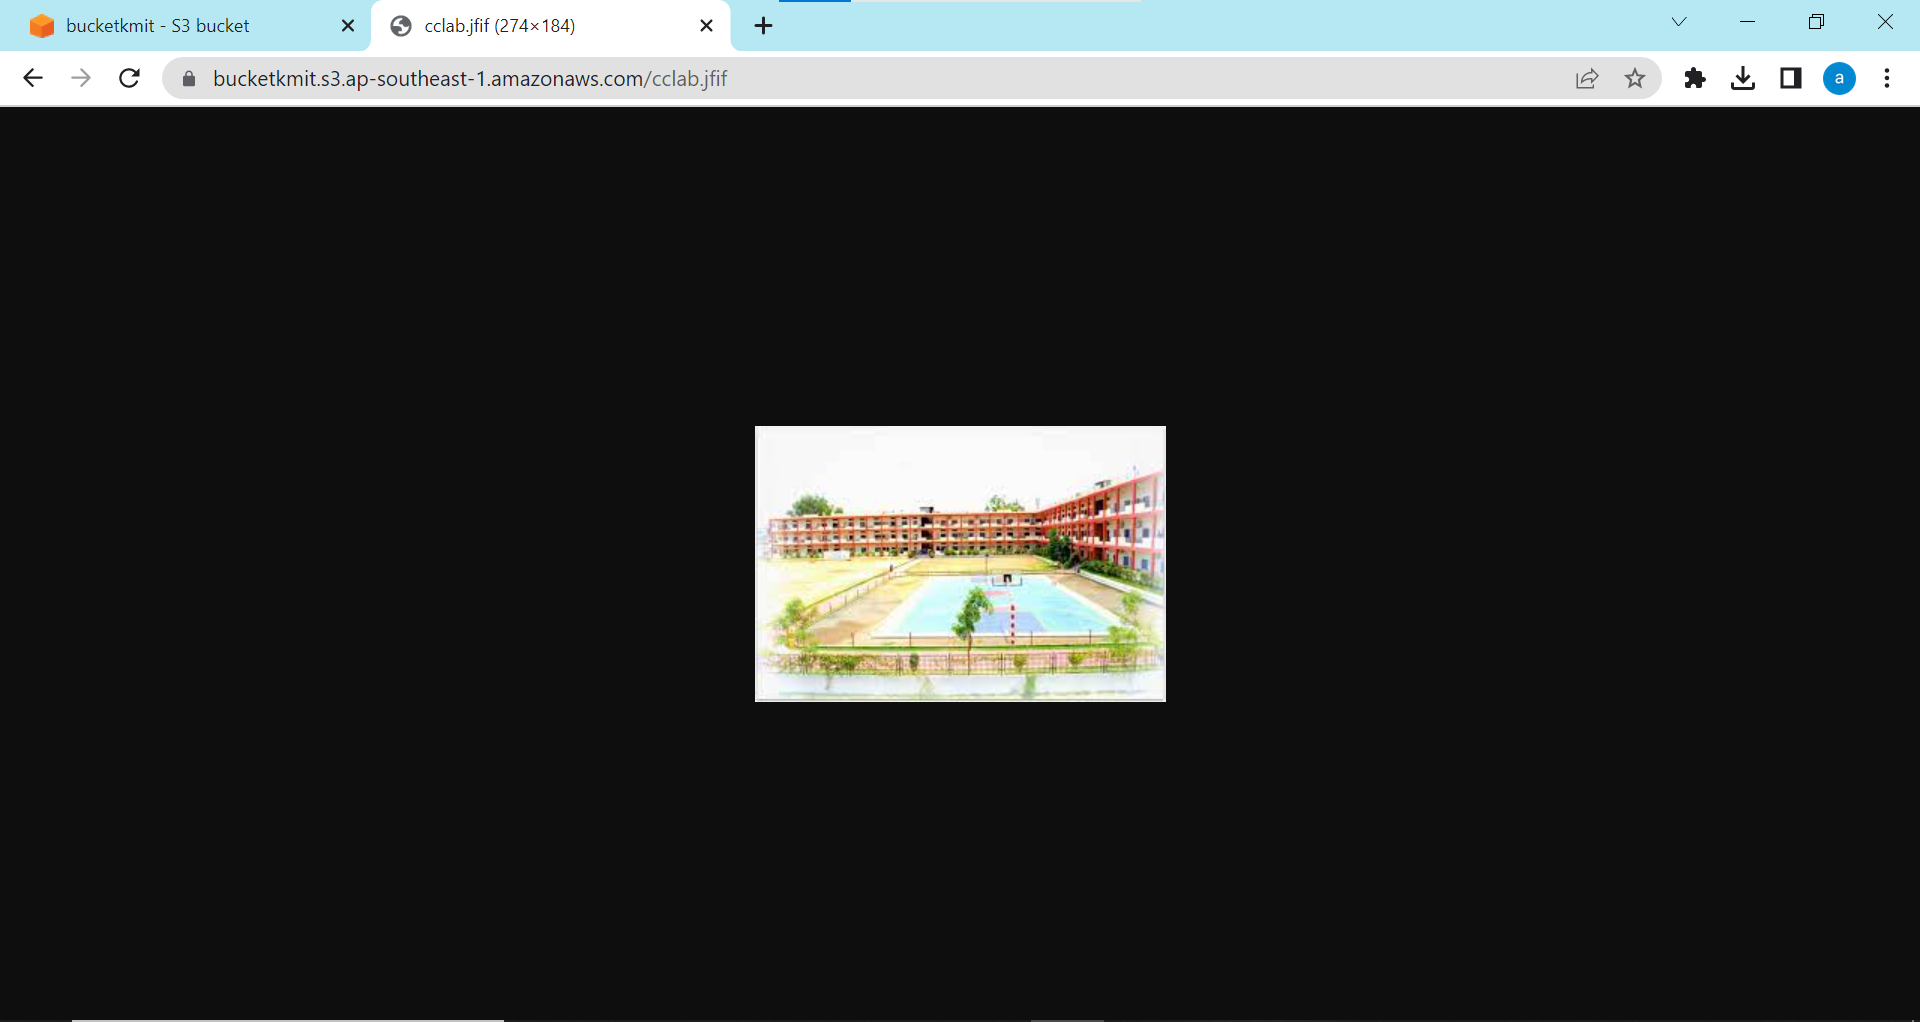 bucketkmit - S3 bucket
cclab.jfif (274×184)
bucketkmit.s3.ap-southeast-1.amazonaws.com/cclab.jfif
a